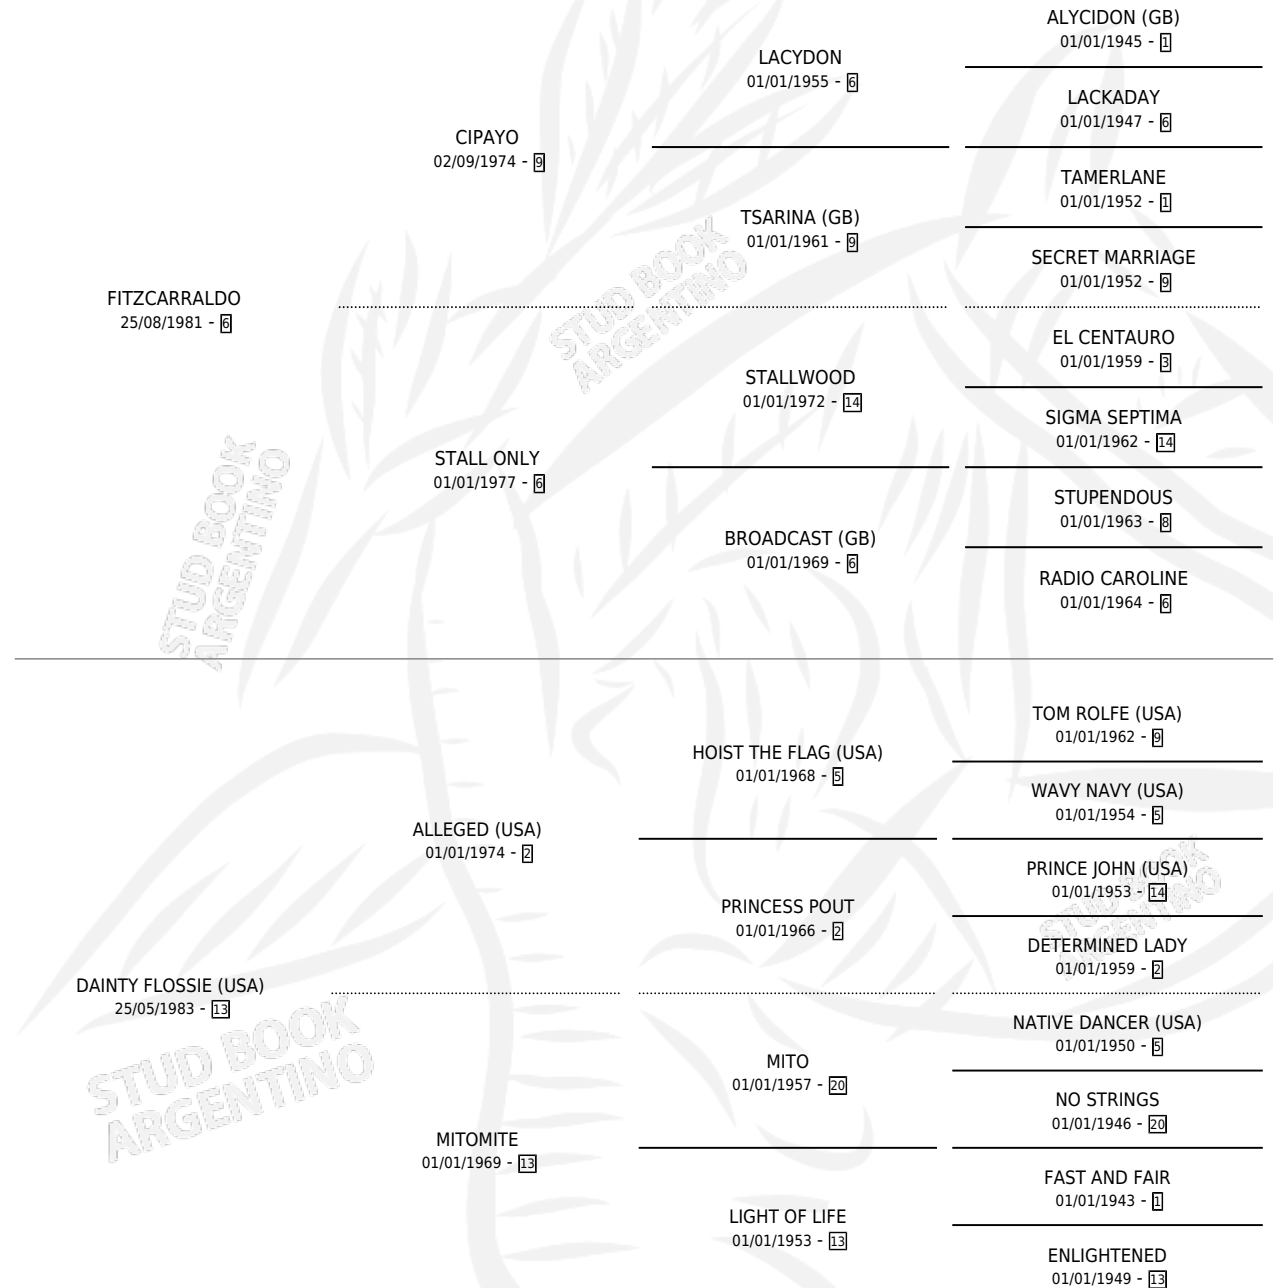 ALYCIDON (GB)
01/01/1945 - 1
LACYDON
01/01/1955 - 6
LACKADAY
01/01/1947 - 6
CIPAYO
02/09/1974 - 9
TAMERLANE
01/01/1952 - 1
TSARINA (GB)
01/01/1961 - 9
SECRET MARRIAGE
01/01/1952 - 9
FITZCARRALDO
25/08/1981 - 6
STUD BOOK
ARGENTINO
EL CENTAURO
01/01/1959 - 3
STALLWOOD
01/01/1972 - 14
SIGMA SEPTIMA
01/01/1962 - 14
STALL ONLY
01/01/1977 - 6
STUPENDOUS
01/01/1963 - 8
BROADCAST (GB)
01/01/1969 - 6
RADIO CAROLINE
01/01/1964 - 6
STUD BOOK
ARGENTINO
TOM ROLFE (USA)
01/01/1962 - 9
HOIST THE FLAG (USA)
01/01/1968 - 5
WAVY NAVY (USA)
01/01/1954 - 5
ALLEGED (USA)
01/01/1974 - 2
PRINCE JOHN (USA)
01/01/1953 - 14
STUD BOOK
ARGENTINO
PRINCESS POUT
01/01/1966 - 2
DETERMINED LADY
01/01/1959 - 2
DAINTY FLOSSIE (USA)
25/05/1983 - 13
STUD BOOK
ARGENTINO
NATIVE DANCER (USA)
01/01/1950 - 5
MITO
01/01/1957 - 20
NO STRINGS
01/01/1946 - 20
MITOMITE
01/01/1969 - 13
FAST AND FAIR
01/01/1943 - 1
LIGHT OF LIFE
01/01/1953 - 13
ENLIGHTENED
01/01/1949 - 13